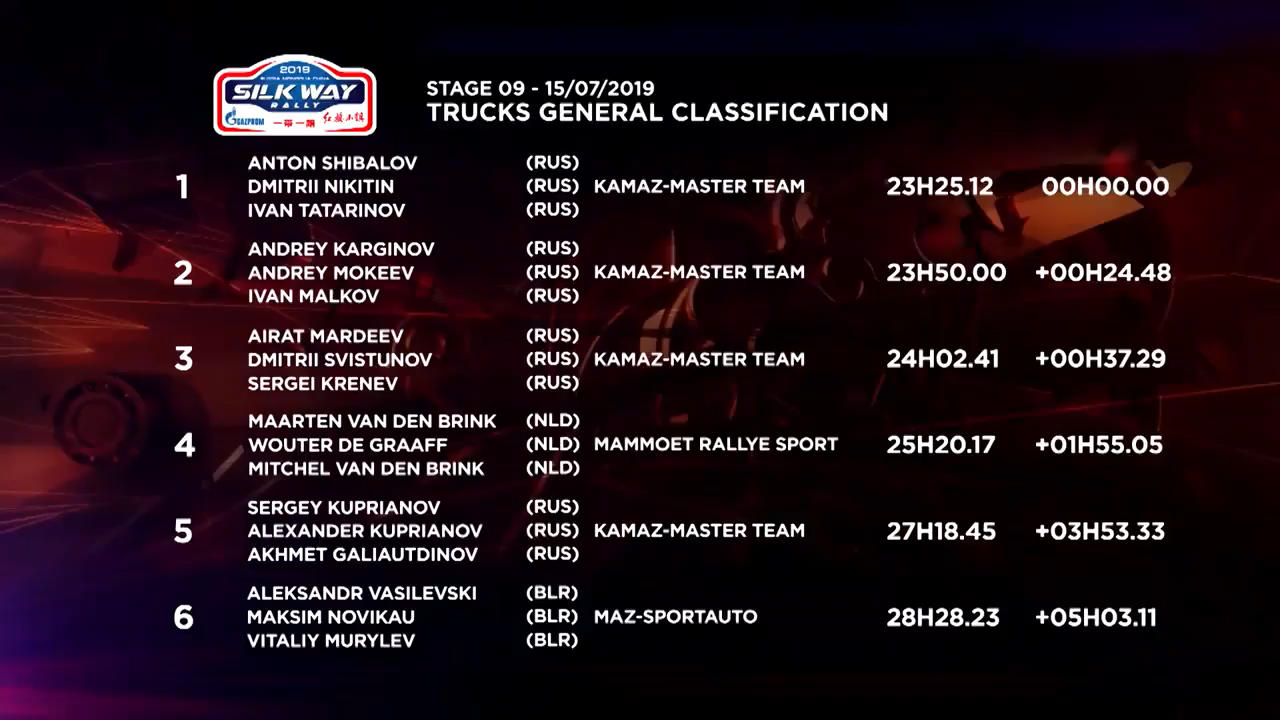 2019
SILK WAY
RALLY
GAZPROM
一带一路
STAGE 09 - 15/07/2019
TRUCKS GENERAL CLASSIFICATION
1
ANTON SHIBALOV (RUS)
DMITRII NIKITIN (RUS) KAMAZ-MASTER TEAM 23H25.12 00H00.00
IVAN TATARINOV (RUS)
2
ANDREY KARGINOV (RUS)
ANDREY MOKEEV (RUS) KAMAZ-MASTER TEAM 23H50.00 +00H24.48
IVAN MALKOV (RUS)
3
AIRAT MARDEEV (RUS)
DMITRII SVISTUNOV (RUS) KAMAZ-MASTER TEAM 24H02.41 +00H37.29
SERGEI KRENEV (RUS)
4
MAARTEN VAN DEN BRINK (NLD)
WOUTER DE GRAAFF (NLD) MAMMOET RALLYE SPORT 25H20.17 +01H55.05
MITCHEL VAN DEN BRINK (NLD)
5
SERGEY KUPRIANOV (RUS)
ALEXANDER KUPRIANOV (RUS) KAMAZ-MASTER TEAM 27H18.45 +03H53.33
AKHMET GALIAUTDINOV (RUS)
6
ALEKSANDR VASILEVSKI (BLR)
MAKSIM NOVIKAU (BLR) MAZ-SPORTAUTO 28H28.23 +05H03.11
VITALIY MURYLEV (BLR)